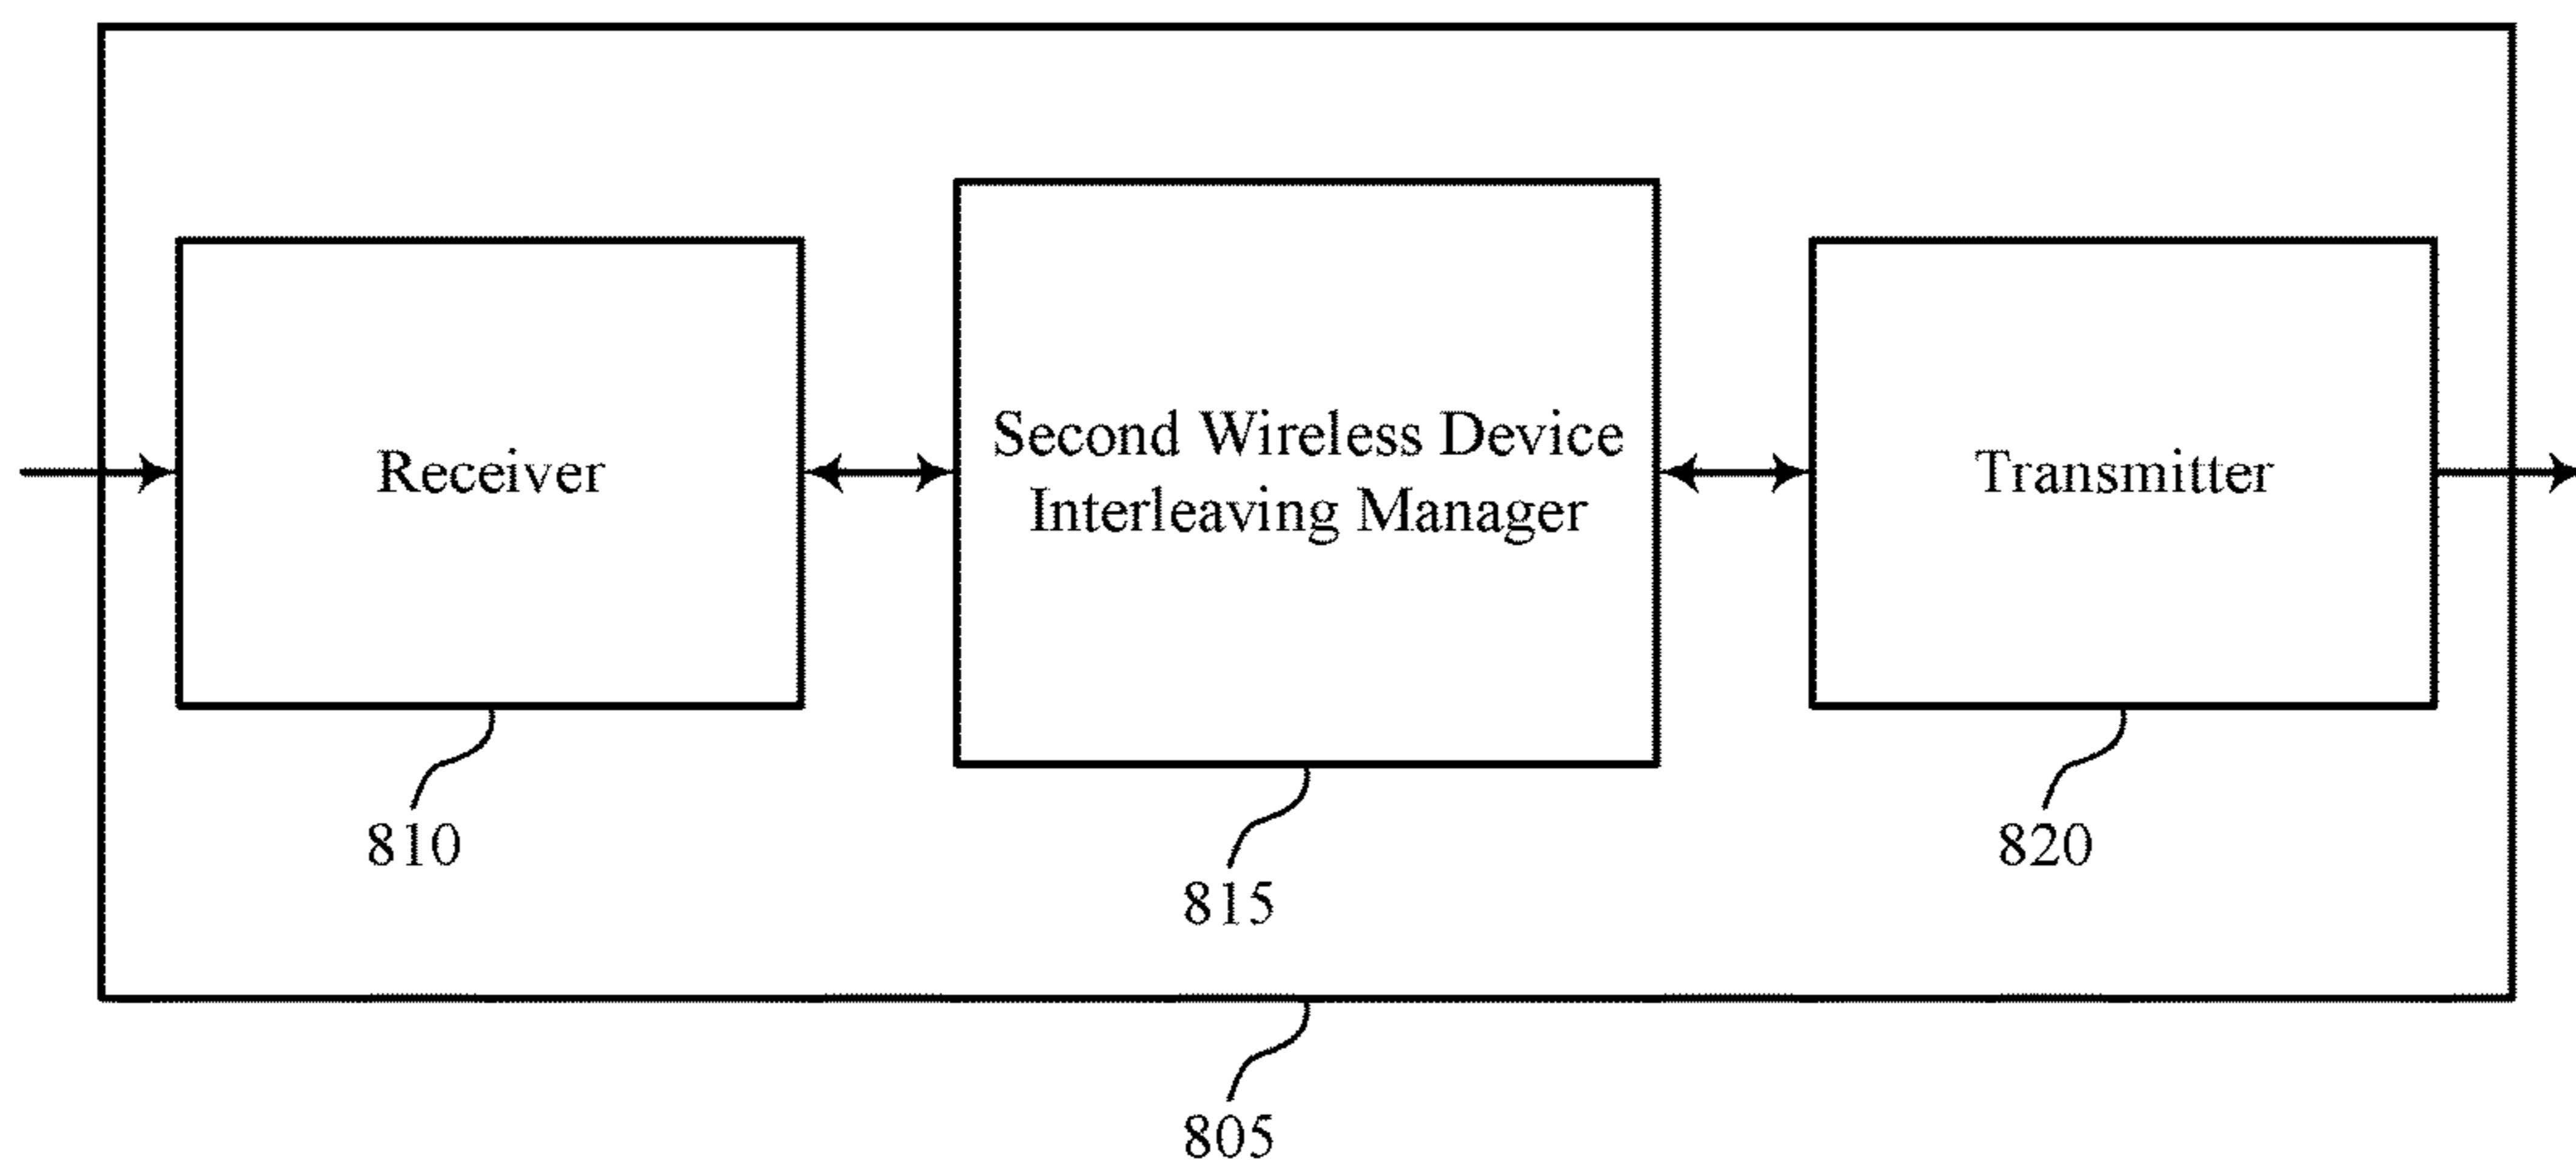 Receiver
Second Wireless Device
Interleaving Manager
Transmitter
810
815
820
805